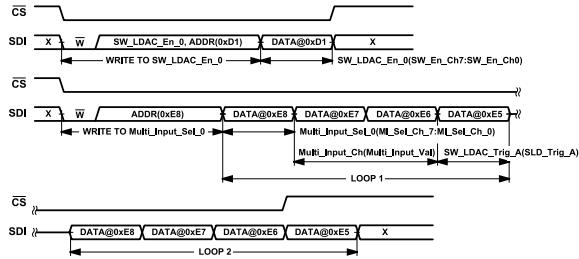 CS
SDI X W SW_LDAC_En_0, ADDR(0xD1) DATA@0xD1 X
WRITE TO SW_LDAC_En_0 SW_LDAC_En_0(SW_En_Ch7:SW_En_Ch0)
CS
SDI X W ADDR(0xE8) DATA@0xE8 DATA@0xE7 DATA@0xE6 DATA@0xE5
WRITE TO Multi_Input_Sel_0 Multi_Input_Sel_0(MI_Sel_Ch_7:MI_Sel_Ch_0)
Multi_Input_Ch(Multi_Input_Val) SW_LDAC_Trig_A(SLD_Trig_A)
LOOP 1
CS
SDI DATA@0xE8 DATA@0xE7 DATA@0xE6 DATA@0xE5 X
LOOP 2